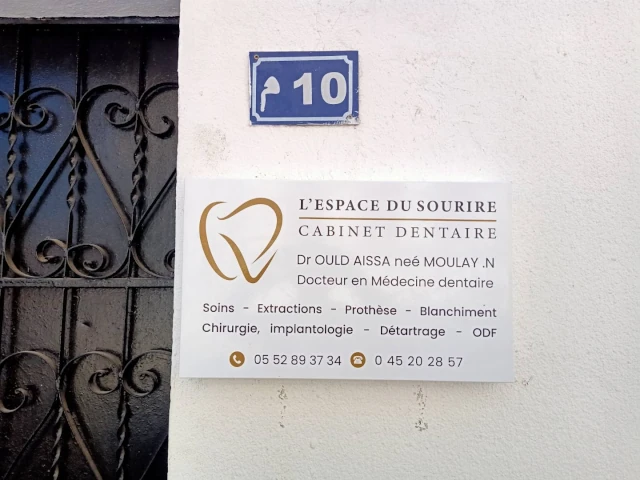 م 10
L'ESPACE DU SOURIRE
CABINET DENTAIRE
Dr OULD AISSA neé MOULAY .N
Docteur en Médecine dentaire
Soins - Extractions - Prothèse - Blanchiment
Chirurgie, implantologie - Détartrage - ODF
05 52 89 37 34 0 45 20 28 57